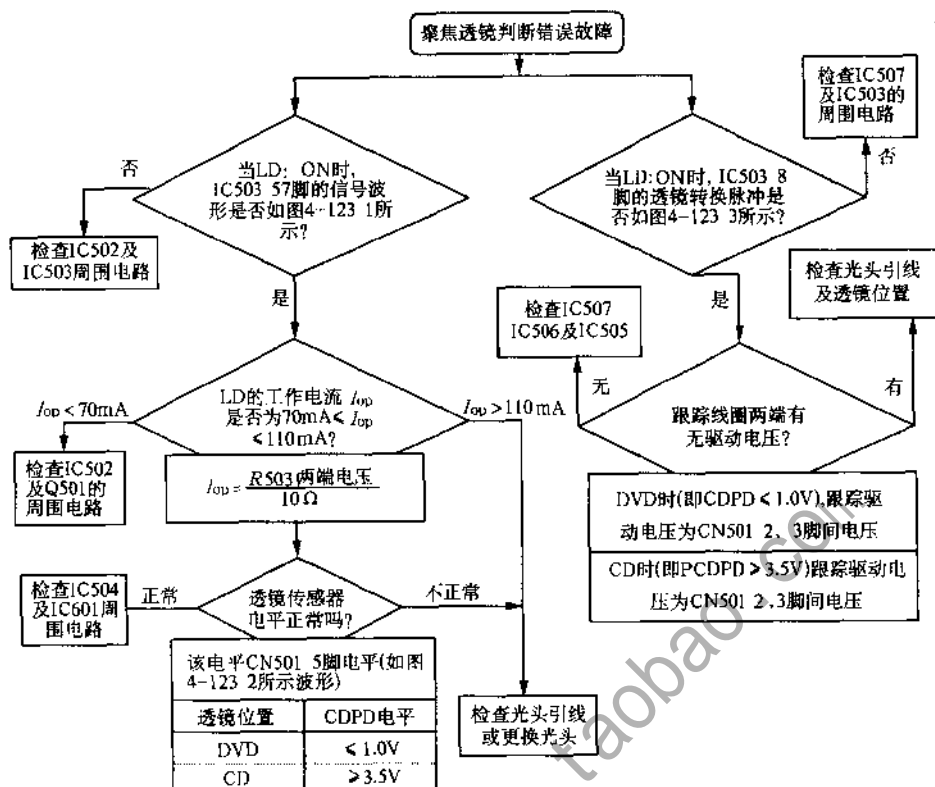 聚焦透镜判断错误故障
检查IC507
及IC503的
周围电路
否
当LD：ON时,
IC503 57脚的信号波
形是否如图4-123 1所
示?
否
当LD:ON时, IC503 8
脚的透镜转换脉冲是
否如图4-123 3所示?
检查IC502及
IC503周围电路
是
检查IC507
IC506及IC505
是
检查光头引线
及透镜位置
Iop<70mA
LD的工作电流 Iop
是否为70mA≤ Iop
≤110mA?
Iop>110mA
无
跟踪线圈两端有
无驱动电压?
有
检查IC502
及Q501的
周围电路
Iop=R503两端电压/10Ω
DVD时(即CDPD≤1.0V),跟踪驱
动电压为CN501 2、3脚间电压
CD时(即PCDPD≥3.5V)跟踪驱动电
压为CN501 2、3脚间电压
检查IC504
及IC601周
围电路
正常
透镜传感器
电平正常吗?
不正常
该电平CN501 5脚电平(如图
4-123 2所示波形)
透镜位置 CDPD电平
DVD ≤1.0V
CD ≥3.5V
检查光头引线
或更换光头
taobao.com